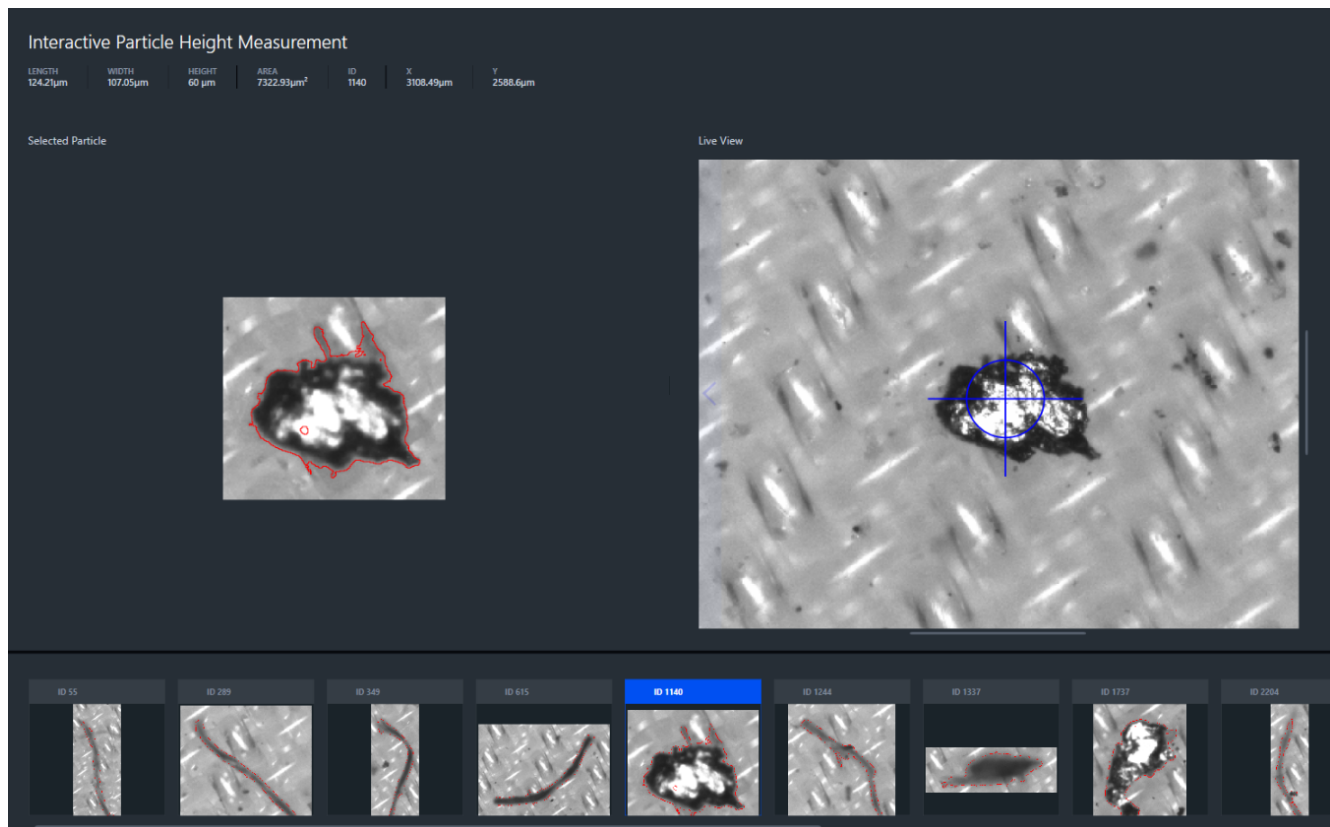 Interactive Particle Height Measurement
LENGTH WIDTH HEIGHT AREA ID X Y
124.21μm 107.05μm 60 μm 7322.93μm² 1140 3108.49μm 2588.6μm
Selected Particle Live View
ID 55 ID 289 ID 349 ID 615 ID 1140 ID 1244 ID 1337 ID 1737 ID 2204